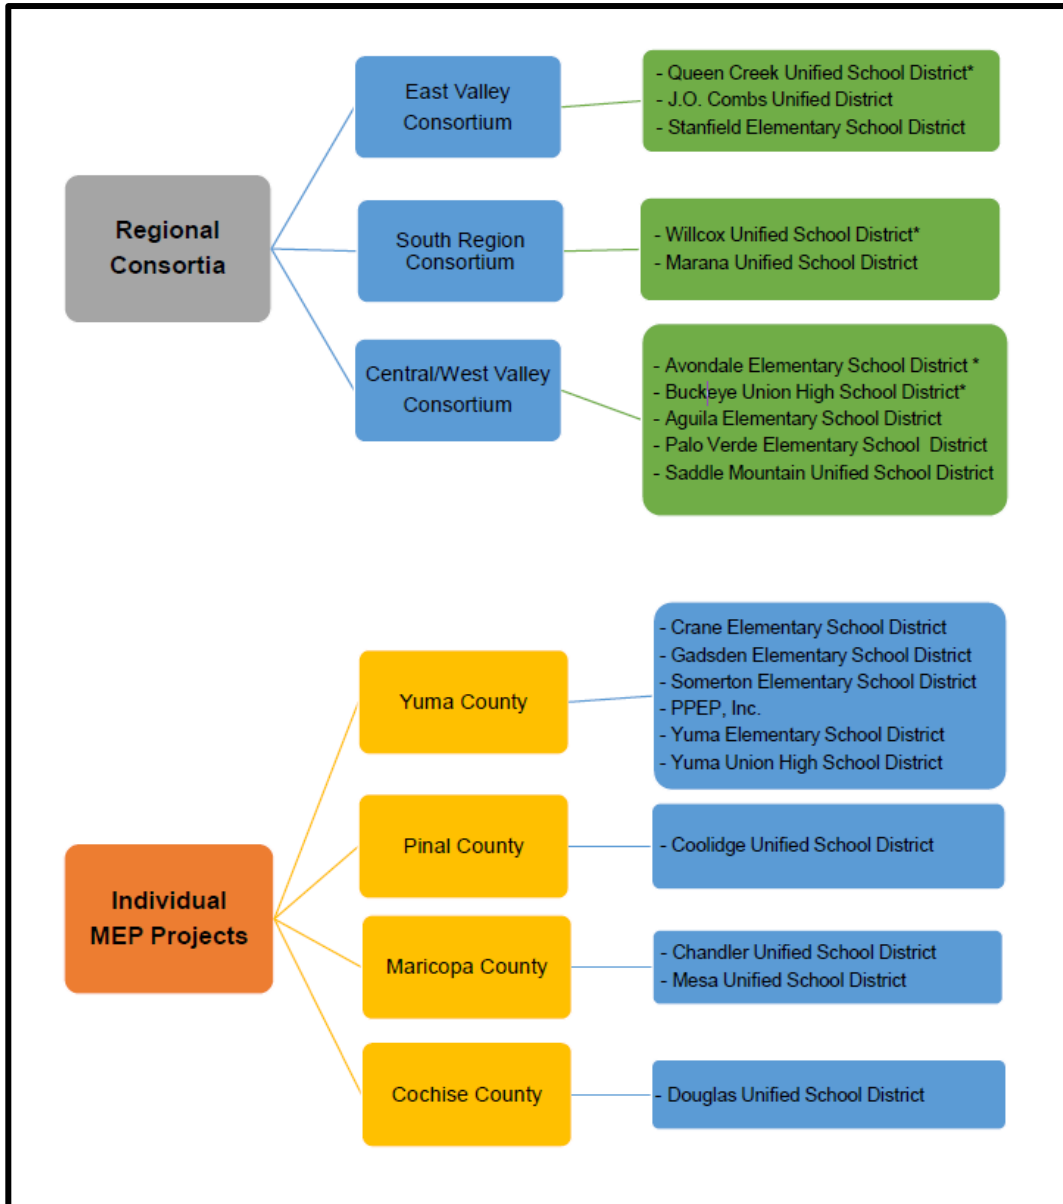 Regional
Consortia
East Valley
Consortium
- Queen Creek Unified School District*
- J.O. Combs Unified District
- Stanfield Elementary School District
South Region
Consortium
- Willcox Unified School District*
- Marana Unified School District
Central/West Valley
Consortium
- Avondale Elementary School District *
- Buckeye Union High School District*
- Aguila Elementary School District
- Palo Verde Elementary School  District
- Saddle Mountain Unified School District
Individual
MEP Projects
Yuma County
- Crane Elementary School District
- Gadsden Elementary School District
- Somerton Elementary School District
- PPEP, Inc.
- Yuma Elementary School District
- Yuma Union High School District
Pinal County
- Coolidge Unified School District
Maricopa County
- Chandler Unified School District
- Mesa Unified School District
Cochise County
- Douglas Unified School District